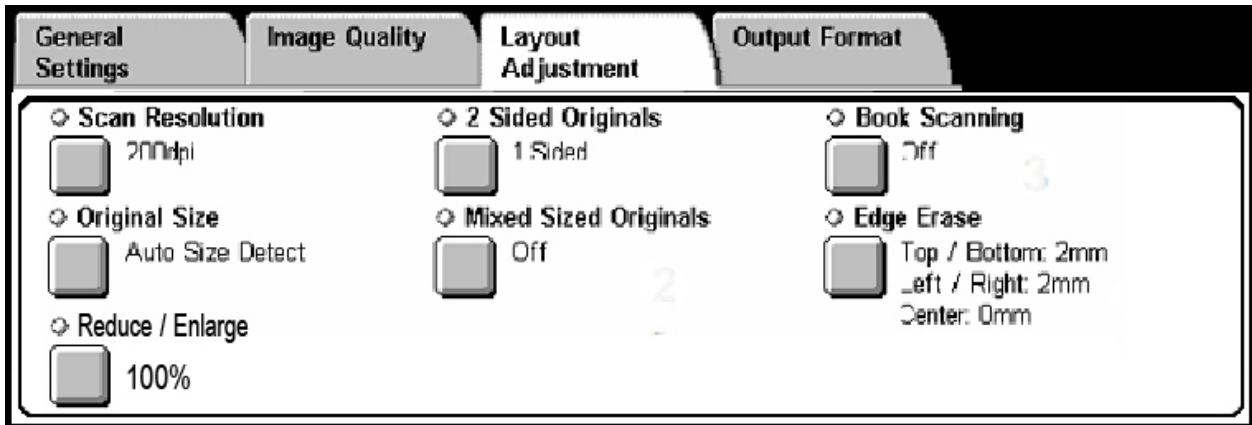 General
Settings
Image Quality
Layout
Adjustment
Output Format
Scan Resolution
200dpi
2 Sided Originals
1 Sided
Book Scanning
Off
3
Original Size
Auto Size Detect
Mixed Sized Originals
Off
2
Edge Erase
Top / Bottom: 2mm
Left / Right: 2mm
Center: 0mm
Reduce / Enlarge
100%